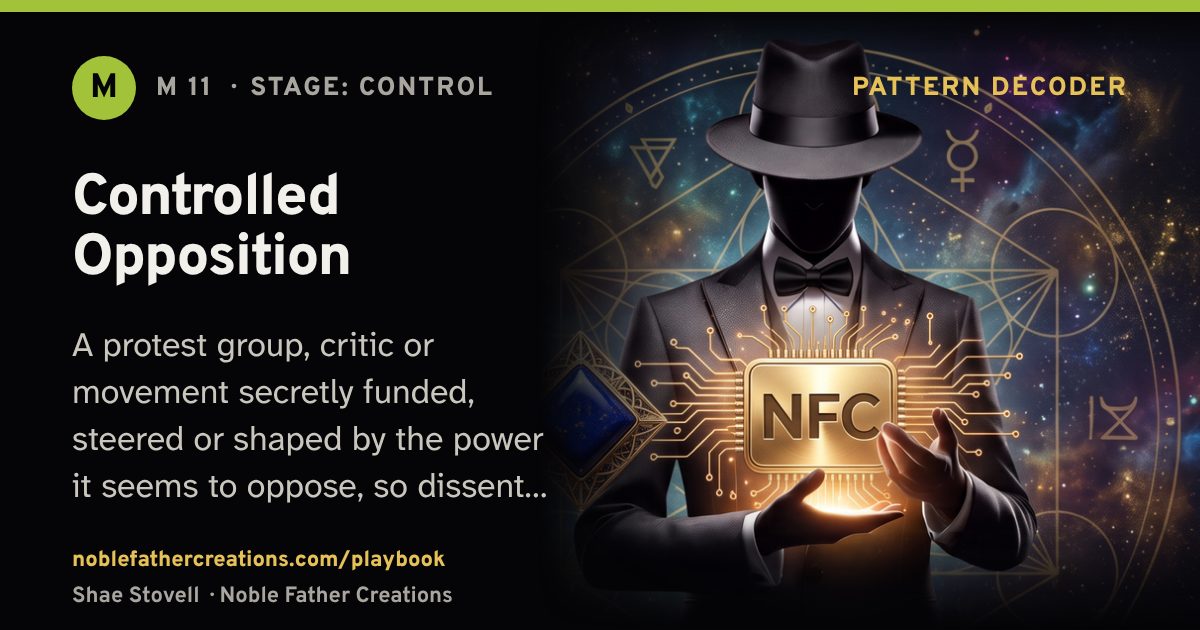 M
M 11 · STAGE: CONTROL
PATTERN DECODER
Controlled
Opposition
A protest group, critic or
movement secretly funded,
steered or shaped by the power
it seems to oppose, so dissent...
NFC
noblefathercreations.com/playbook
Shae Stovell · Noble Father Creations